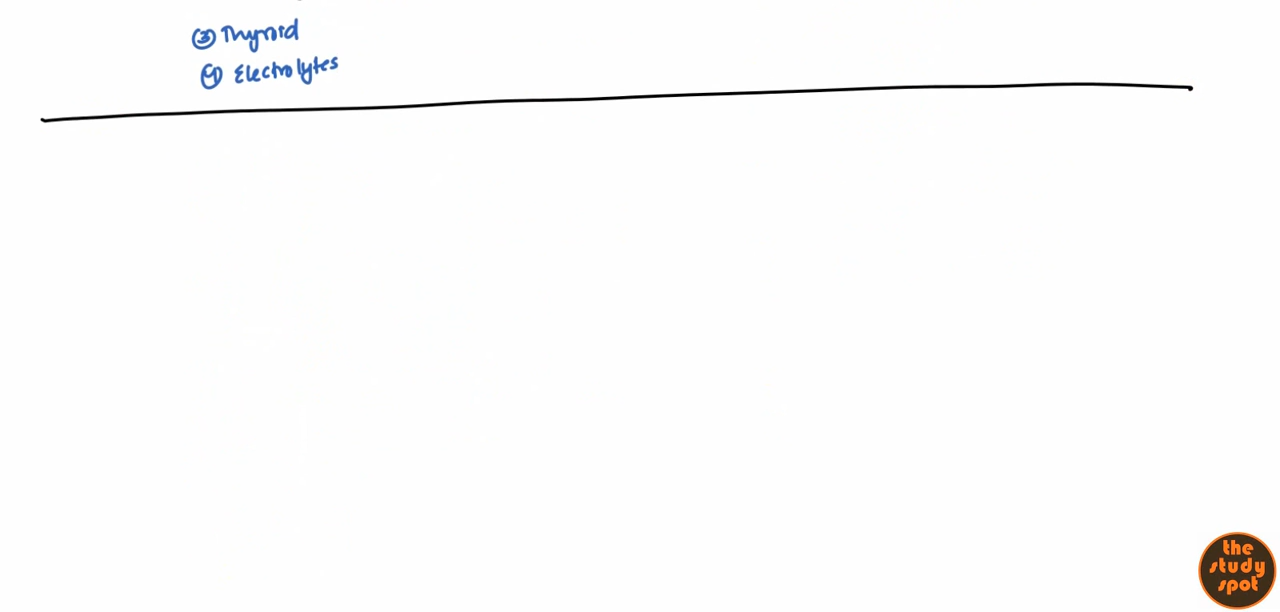 ③ Thyroid
④ Electrolytes
the
study
spot